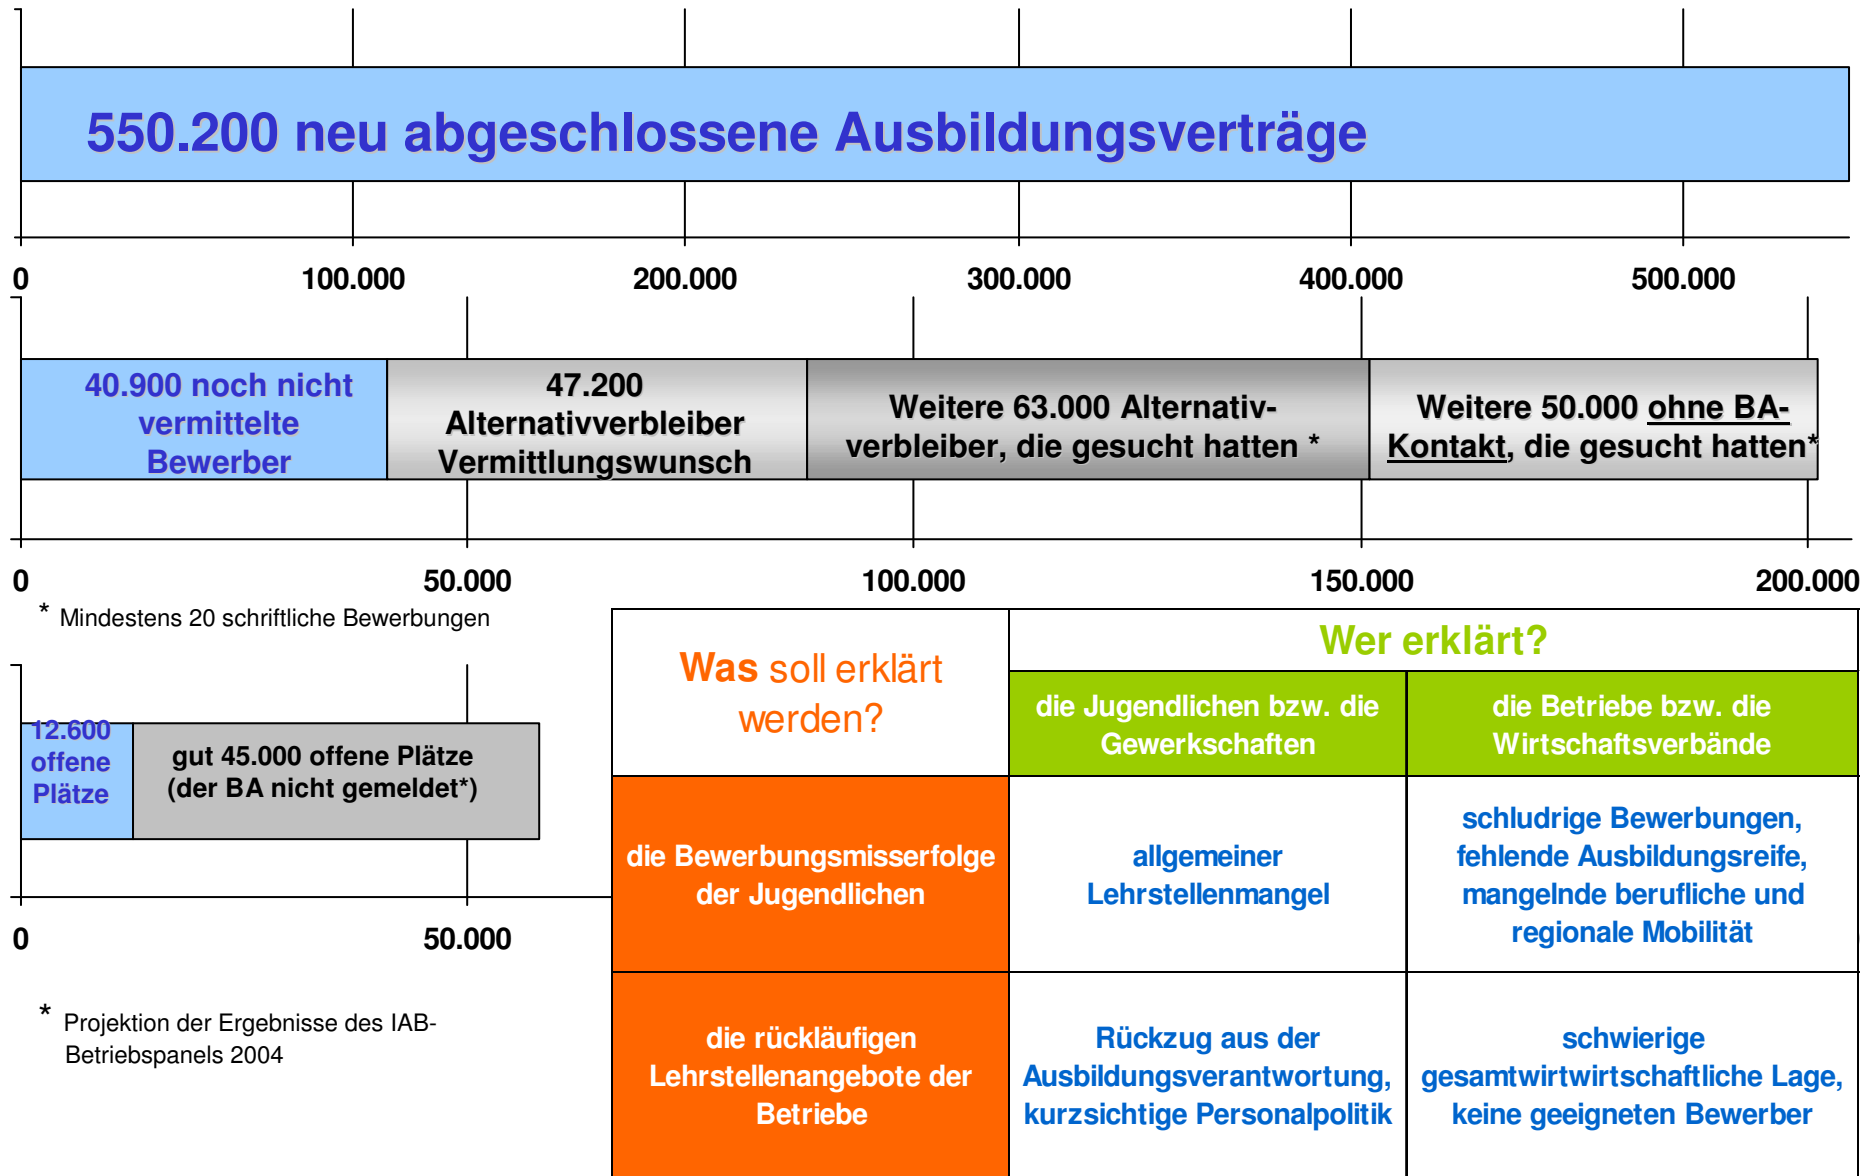 550.200 neu abgeschlossene Ausbildungsverträge
0 100.000 200.000 300.000 400.000 500.000
40.900 noch nicht
vermittelte
Bewerber
47.200
Alternativverbleiber
Vermittlungswunsch
Weitere 63.000 Alternativ-
verbleiber, die gesucht hatten *
Weitere 50.000 ohne BA-
Kontakt, die gesucht hatten*
0 50.000 100.000 150.000 200.000
* Mindestens 20 schriftliche Bewerbungen
12.600
offene
Plätze
gut 45.000 offene Plätze
(der BA nicht gemeldet*)
0 50.000
* Projektion der Ergebnisse des IAB-
Betriebspanels 2004
Was soll erklärt
werden?
Wer erklärt?
die Jugendlichen bzw. die
Gewerkschaften
die Betriebe bzw. die
Wirtschaftsverbände
die Bewerbungsmisserfolge
der Jugendlichen
allgemeiner
Lehrstellenmangel
schludrige Bewerbungen,
fehlende Ausbildungsreife,
mangelnde berufliche und
regionale Mobilität
die rückläufigen
Lehrstellenangebote der
Betriebe
Rückzug aus der
Ausbildungsverantwortung,
kurzsichtige Personalpolitik
schwierige
gesamtwirtwirtschaftliche Lage,
keine geeigneten Bewerber